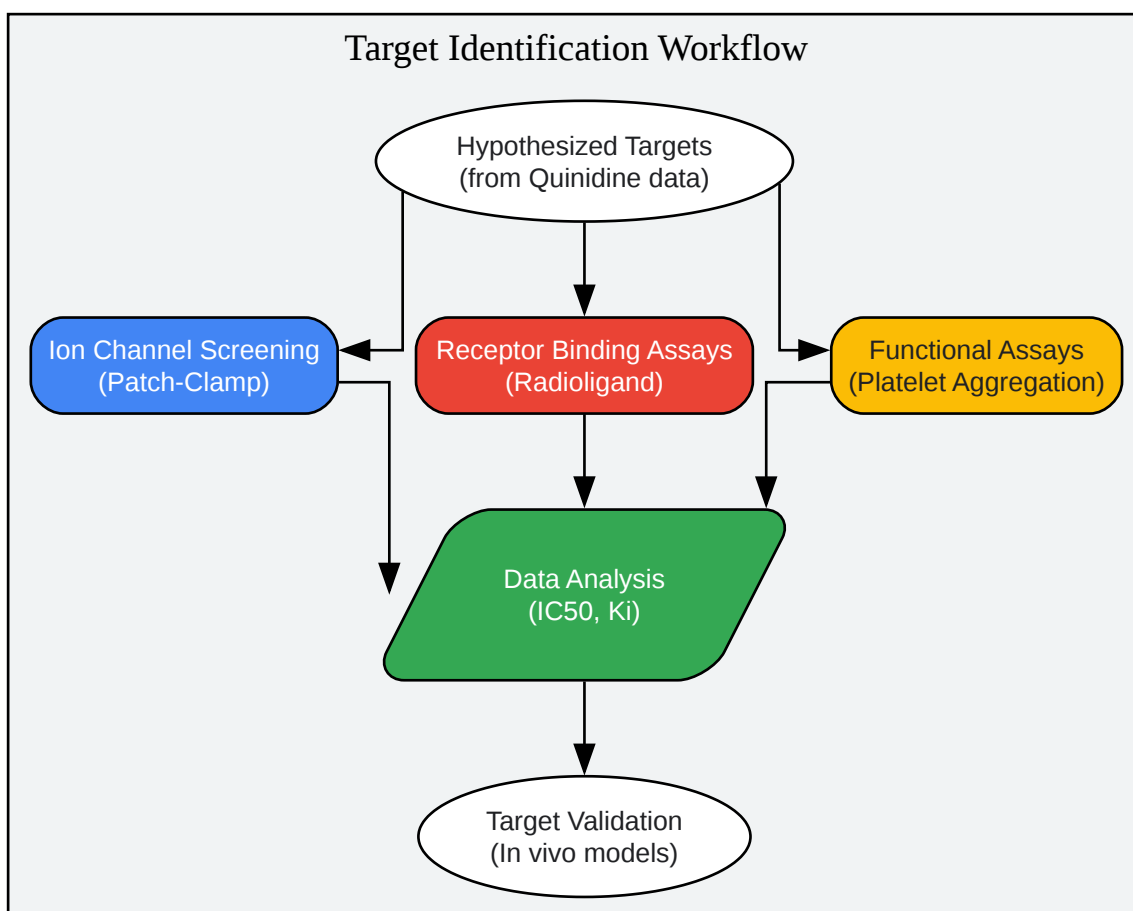 Target Identification Workflow
Hypothesized Targets
(from Quinidine data)
Ion Channel Screening
(Patch-Clamp)
Receptor Binding Assays
(Radioligand)
Functional Assays
(Platelet Aggregation)
Data Analysis
(IC50, Ki)
Target Validation
(In vivo models)